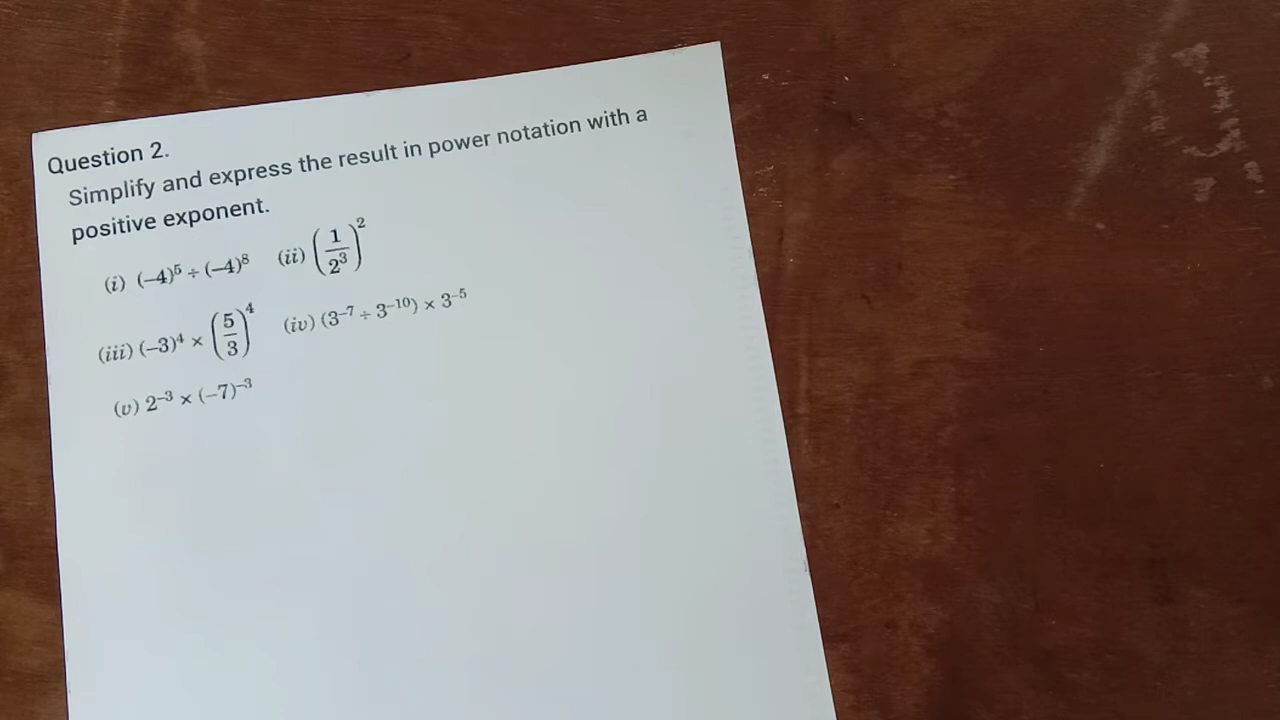 Question 2.
Simplify and express the result in power notation with a
positive exponent.
(i) (–4)⁵ ÷ (–4)⁸ (ii) (1/2³)²
(iii) (–3)⁴ × (5/3)⁴ (iv) (3⁻⁷ ÷ 3⁻¹⁰) × 3⁻⁵
(v) 2⁻³ × (–7)⁻³